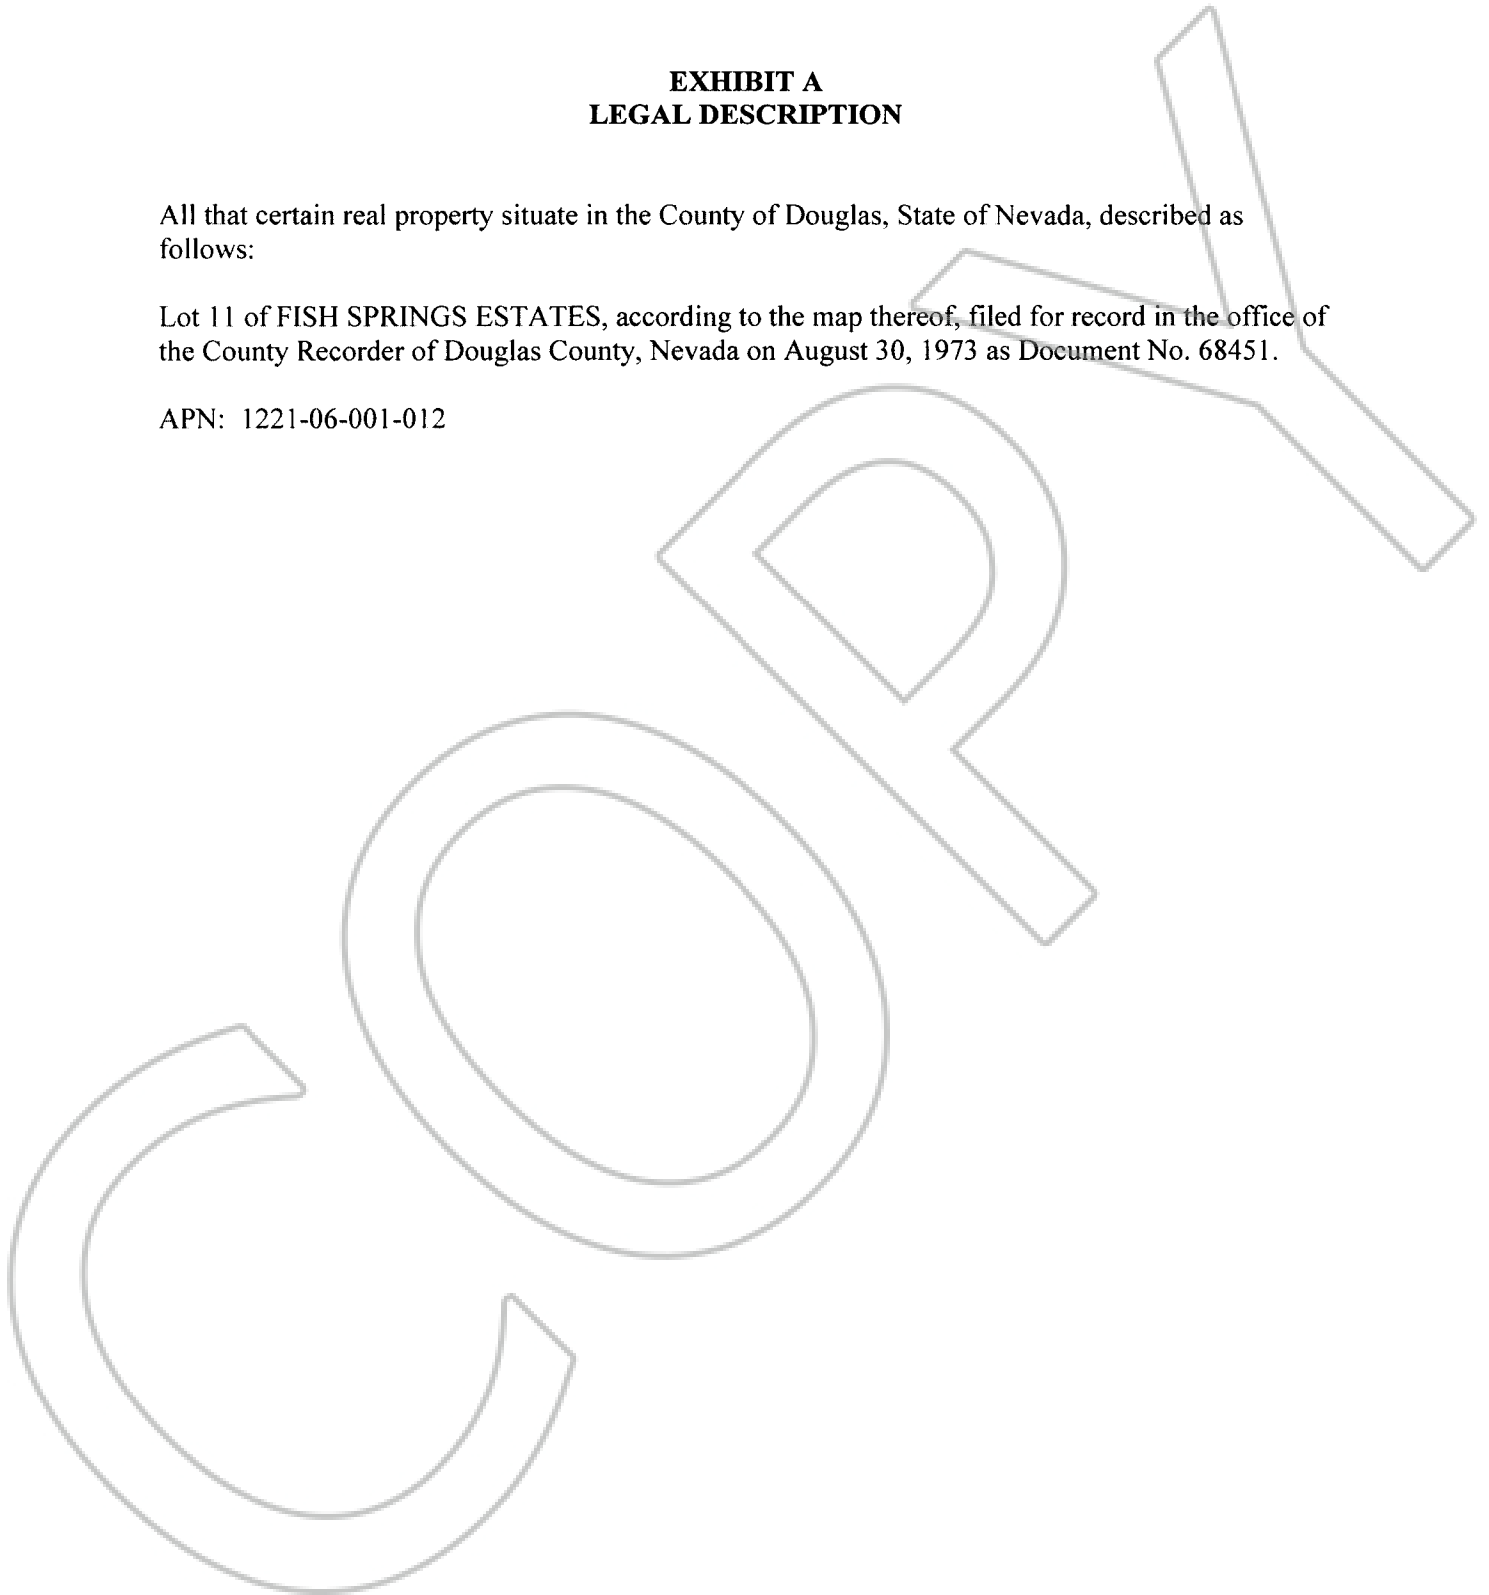 EXHIBIT A
LEGAL DESCRIPTION
All that certain real property situate in the County of Douglas, State of Nevada, described as
follows:
Lot 11 of FISH SPRINGS ESTATES, according to the map thereof, filed for record in the office of
the County Recorder of Douglas County, Nevada on August 30, 1973 as Document No. 68451.
APN:  1221-06-001-012
COPY